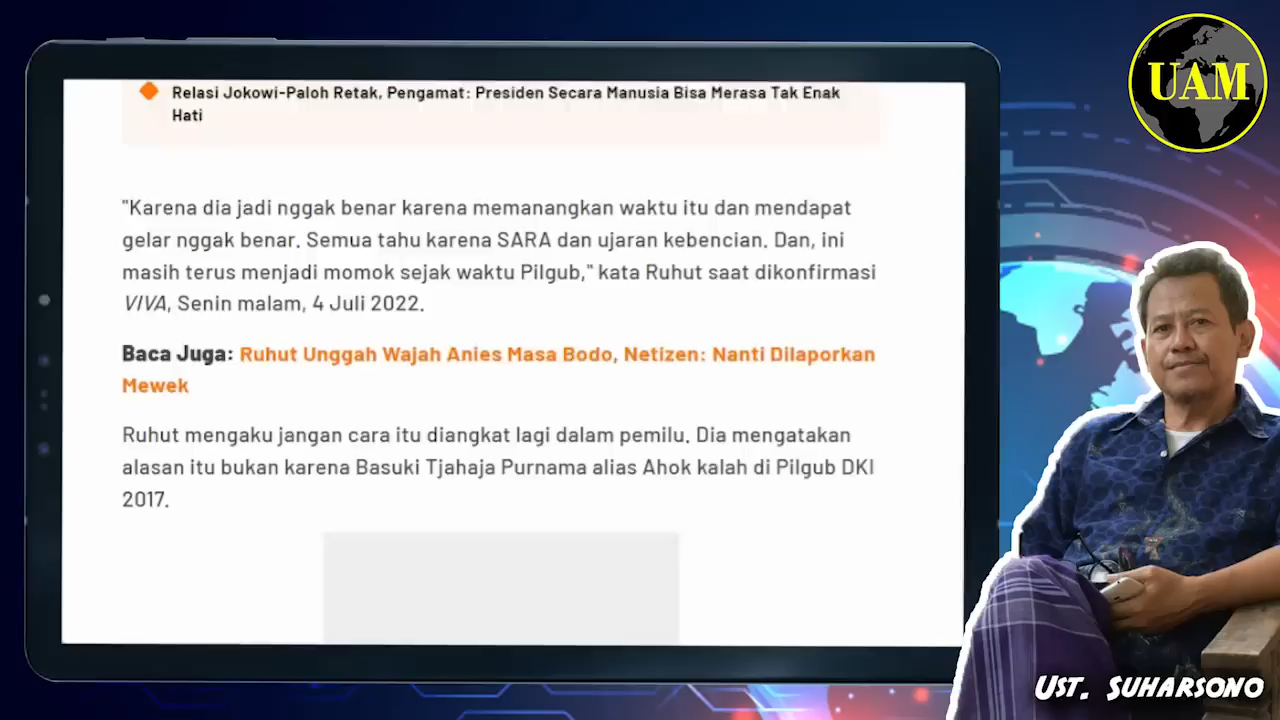 Relasi Jokowi-Paloh Retak, Pengamat: Presiden Secara Manusia Bisa Merasa Tak Enak
Hati
"Karena dia jadi nggak benar karena memanangkan waktu itu dan mendapat
gelar nggak benar. Semua tahu karena SARA dan ujaran kebencian. Dan, ini
masih terus menjadi momok sejak waktu Pilgub," kata Ruhut saat dikonfirmasi
VIVA, Senin malam, 4 Juli 2022.
Baca Juga: Ruhut Unggah Wajah Anies Masa Bodo, Netizen: Nanti Dilaporkan
Mewek
Ruhut mengaku jangan cara itu diangkat lagi dalam pemilu. Dia mengatakan
alasan itu bukan karena Basuki Tjahaja Purnama alias Ahok kalah di Pilgub DKI
2017.
UAM
UST. SUHARSONO